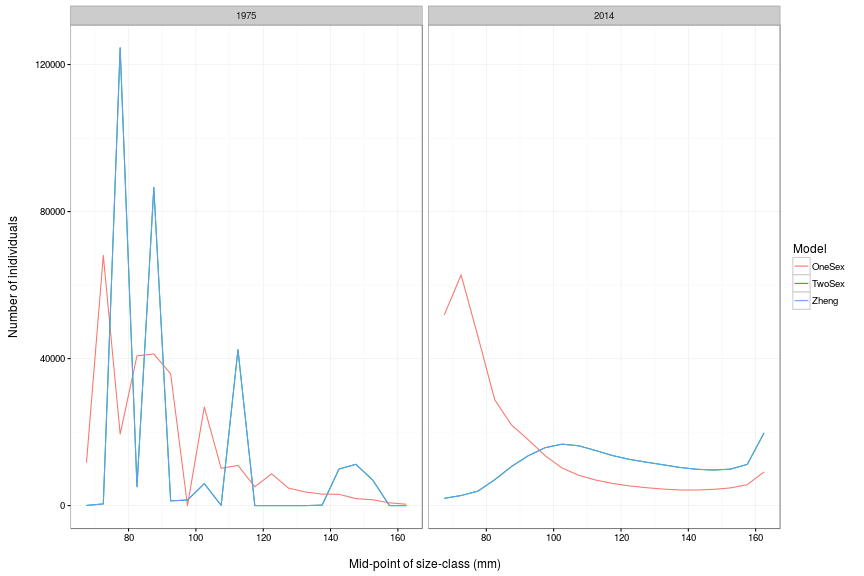 1975
2014
120000
80000
40000
0
Number of inidividuals
80
100
120
140
160
80
100
120
140
160
Mid-point of size-class (mm)
Model
OneSex
TwoSex
Zheng